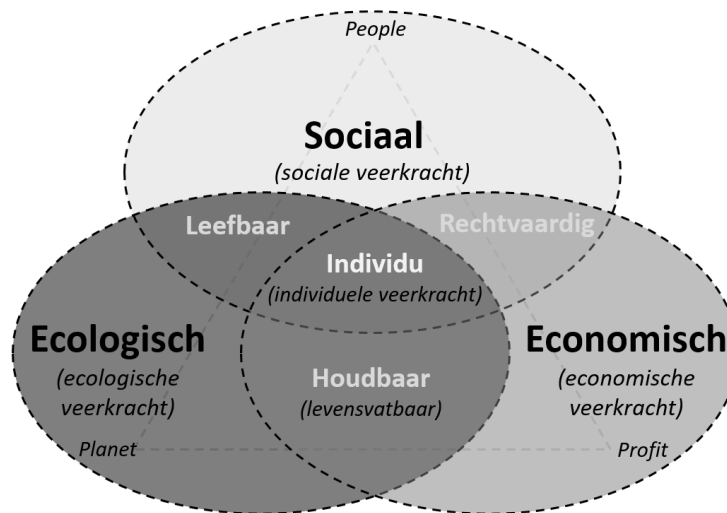 People
Sociaal
(sociale veerkracht)
Leefbaar
Rechtvaardig
Individu
(individuele veerkracht)
Ecologisch
(ecologische
veerkracht)
Houdbaar
(levensvatbaar)
Economisch
(economische
veerkracht)
Planet
Profit